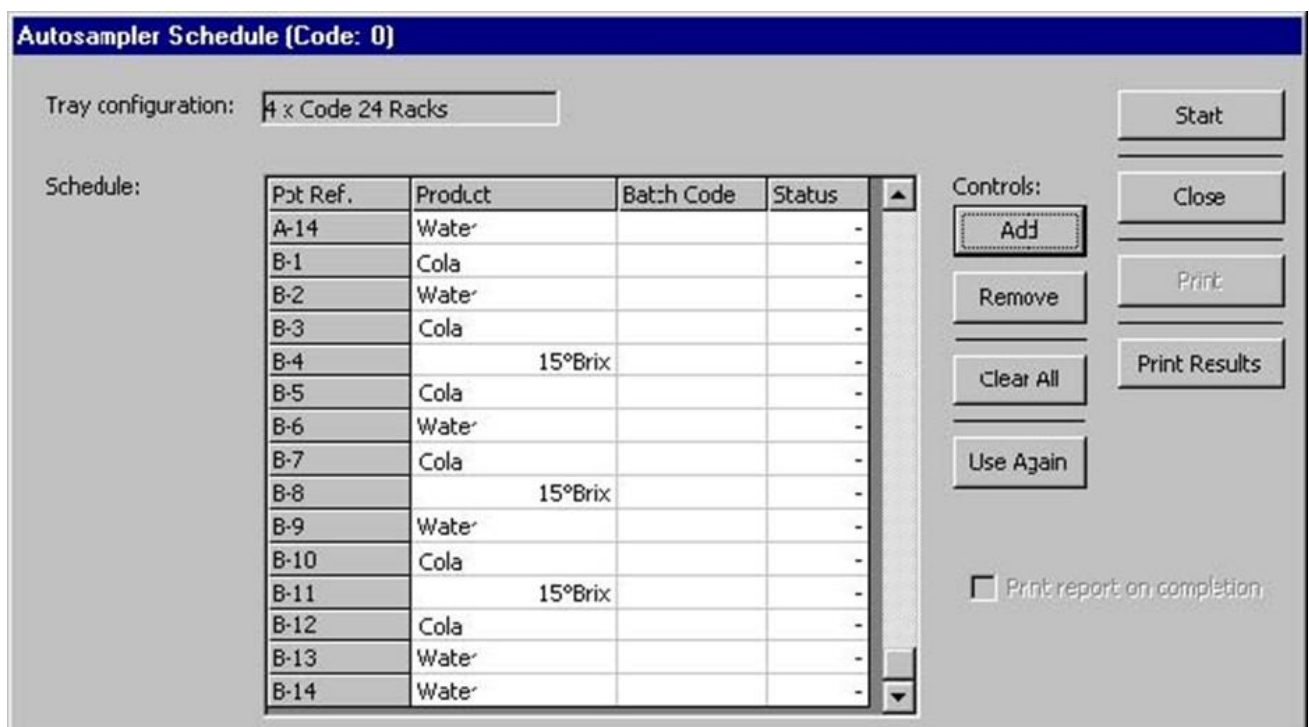 Autosampler Schedule (Code: 0)
Tray configuration: 4 x Code 24 Racks
Start
Schedule:
Pot Ref. Product Batch Code Status
A-14 Water -
B-1 Cola -
B-2 Water -
B-3 Cola -
B-4 15°Brix -
B-5 Cola -
B-6 Water -
B-7 Cola -
B-8 15°Brix -
B-9 Water -
B-10 Cola -
B-11 15°Brix -
B-12 Cola -
B-13 Water -
B-14 Water -
Controls:
Add
Remove
Clear All
Use Again
Close
Print
Print Results
Print report on completion